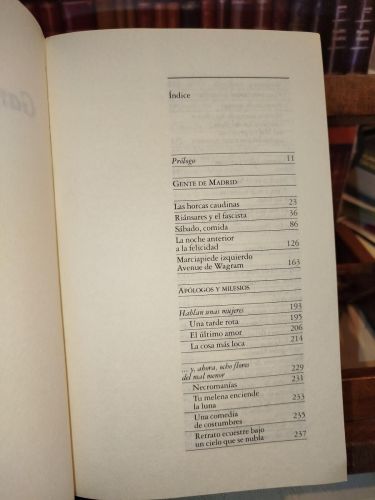 Índice
Prólogo 11
GENTE DE MADRID
Las horcas caudinas 23
Riánsares y el fascista 36
Sábado, comida 86
La noche anterior
a la felicidad 126
Marciapiede izquierdo
Avenue de Wagram 163
APÓLOGOS Y MILESIOS
Hablan unas mujeres 193
Una tarde rota 195
El último amor 206
La cosa más loca 214
... y, ahora, ocho flores
del mal menor 229
Necromanías 231
Tu melena enciende
la luna 233
Una comedia
de costumbres 235
Retrato ecuestre bajo
un cielo que se nubla 237